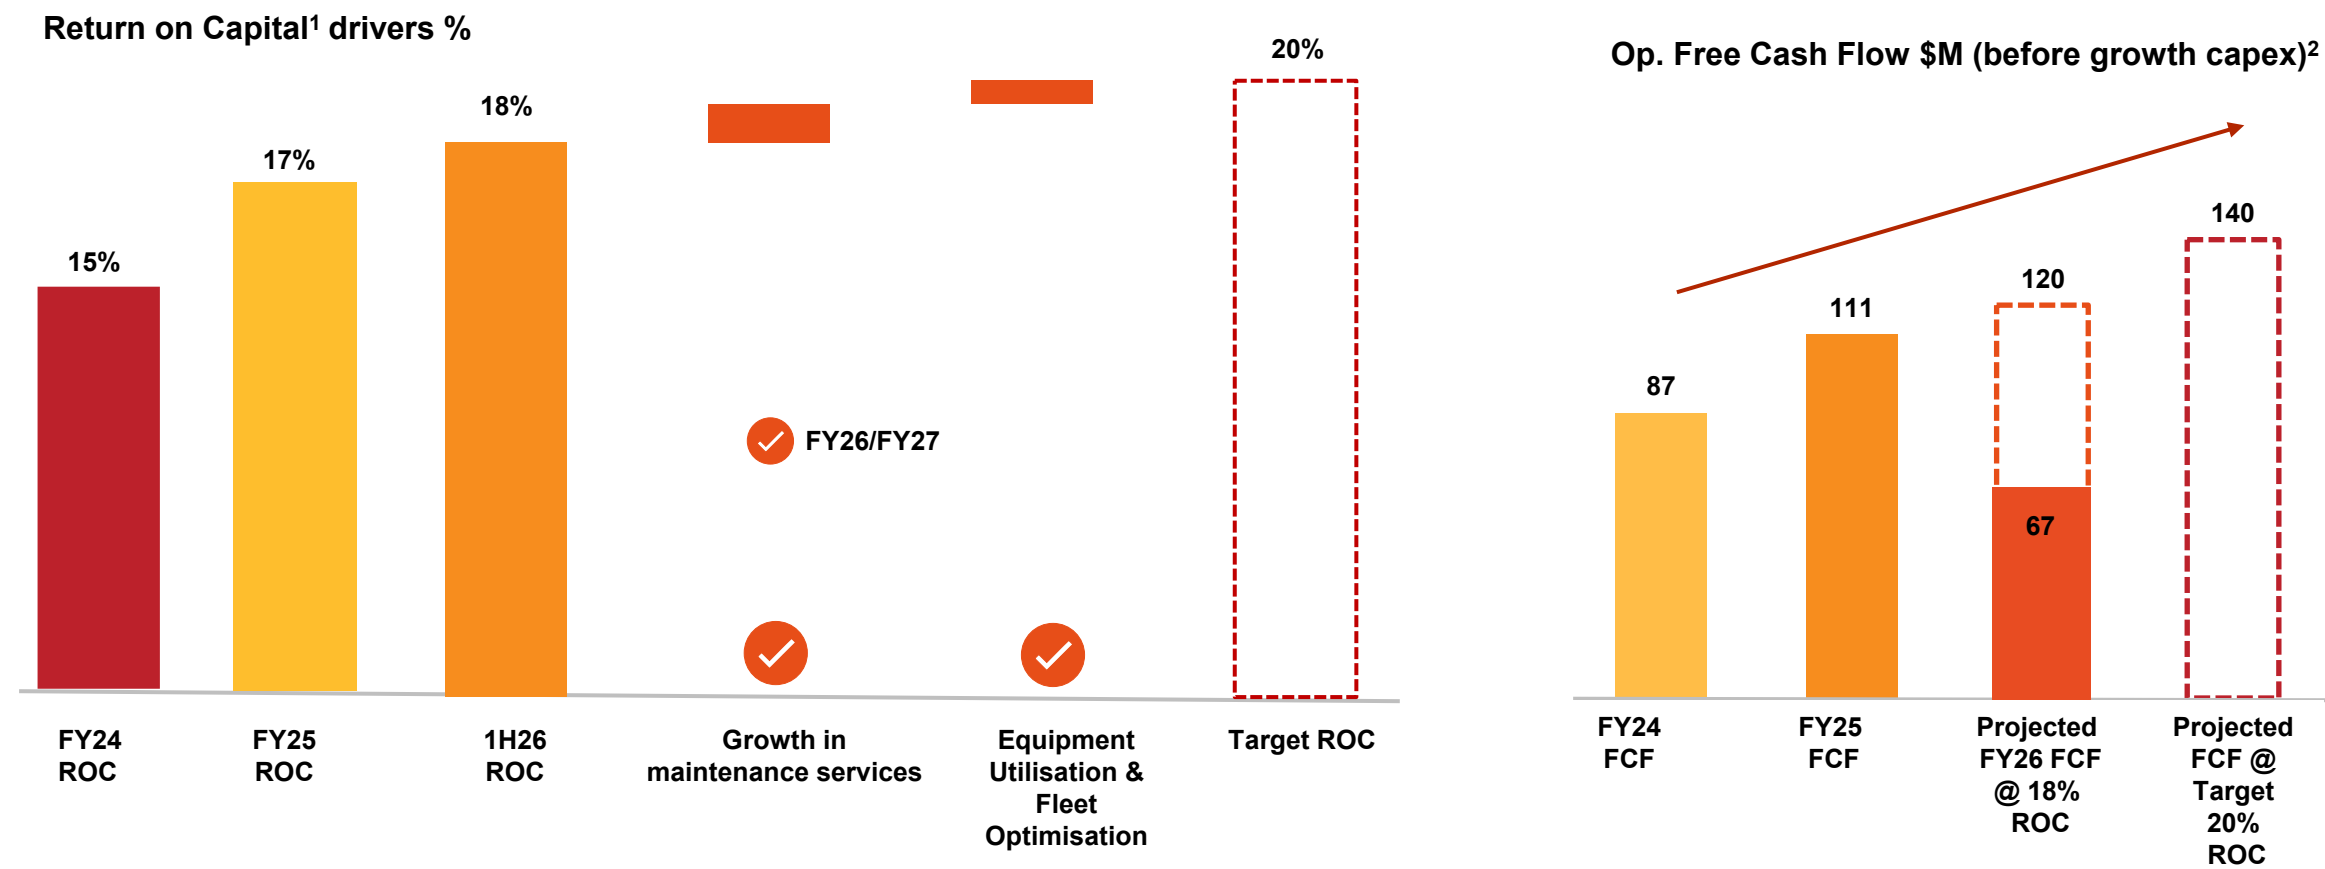 Return on Capital¹ drivers %
20%
18%
17%
15%
FY26/FY27
FY24
ROC
FY25
ROC
1H26
ROC
Growth in
maintenance services
Equipment
Utilisation &
Fleet
Optimisation
Target ROC
Op. Free Cash Flow $M (before growth capex)²
140
120
111
87
67
FY24
FCF
FY25
FCF
Projected
FY26 FCF
@ 18%
ROC
Projected
FCF @
Target
20%
ROC